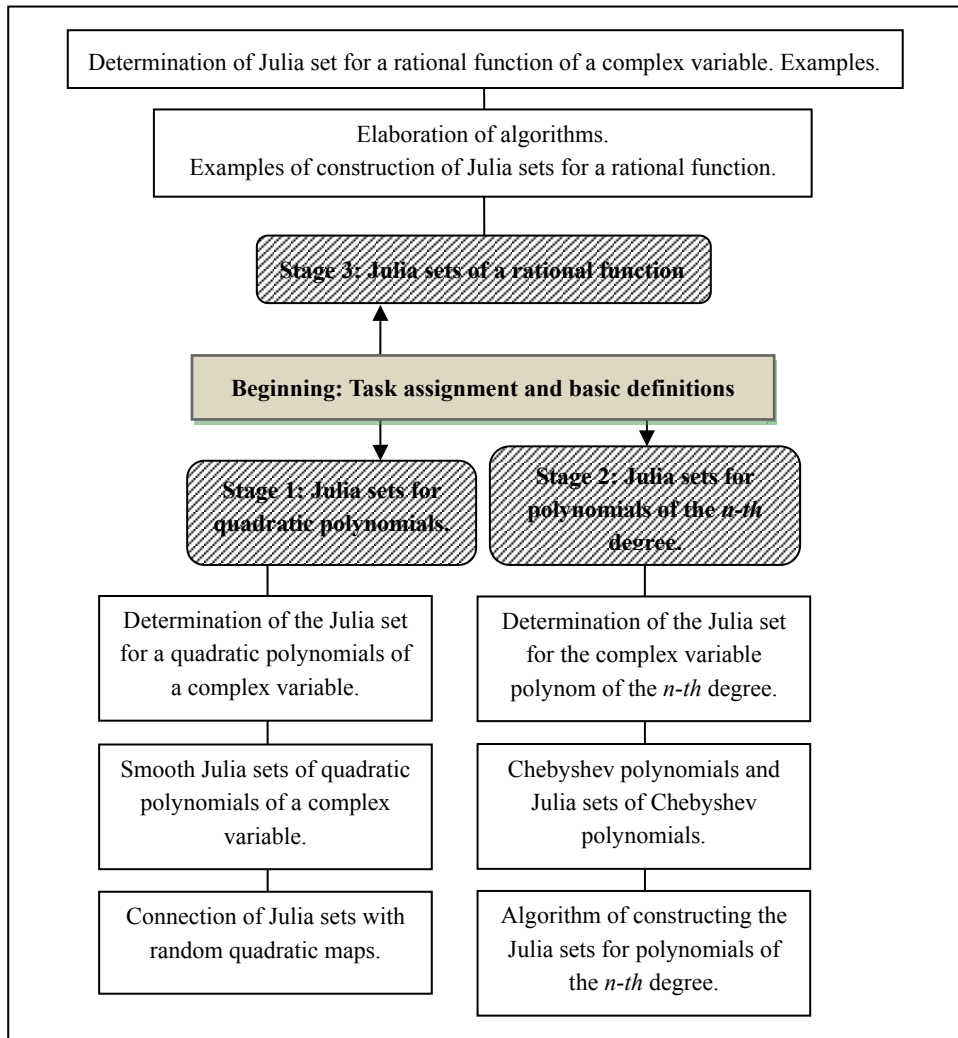 Determination of Julia set for a rational function of a complex variable. Examples.
Elaboration of algorithms.
Examples of construction of Julia sets for a rational function.
Stage 3: Julia sets of a rational function
Beginning: Task assignment and basic definitions
Stage 1: Julia sets for
quadratic polynomials.
Stage 2: Julia sets for
polynomials of the n-th
degree.
Determination of the Julia set
for a quadratic polynomials of
a complex variable.
Determination of the Julia set
for the complex variable
polynom of the n-th degree.
Smooth Julia sets of quadratic
polynomials of a complex
variable.
Chebyshev polynomials and
Julia sets of Chebyshev
polynomials.
Connection of Julia sets with
random quadratic maps.
Algorithm of constructing the
Julia sets for polynomials of
the n-th degree.